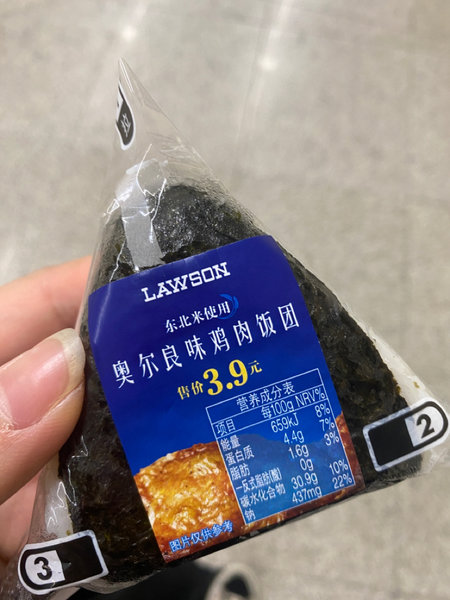 LAWSON
东北米使用
奥尔良味鸡肉饭团
售价3.9元
营养成分表
项目 每100g NRV%
能量 659kJ 8%
蛋白质 4.4g 7%
脂肪 1.6g 3%
—反式脂肪(酸) 0g
碳水化合物 30.9g 10%
钠 437mg 22%
图片仅供参考
2
3